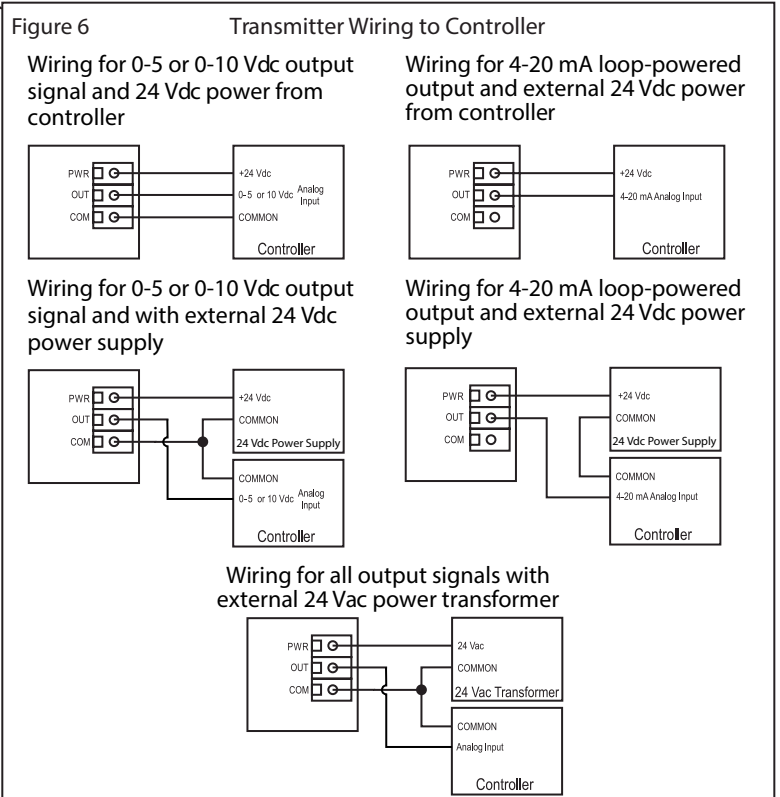 Figure 6 Transmitter Wiring to Controller
Wiring for 0-5 or 0-10 Vdc output
signal and 24 Vdc power from
controller
PWR
OUT
COM
+24 Vdc
0-5 or 10 Vdc Analog
Input
COMMON
Controller
Wiring for 4-20 mA loop-powered
output and external 24 Vdc power
from controller
PWR
OUT
COM
+24 Vdc
4-20 mA Analog Input
Controller
Wiring for 0-5 or 0-10 Vdc output
signal and with external 24 Vdc
power supply
PWR
OUT
COM
+24 Vdc
COMMON
24 Vdc Power Supply
COMMON
0-5 or 10 Vdc Analog
Input
Controller
Wiring for 4-20 mA loop-powered
output and external 24 Vdc power
supply
PWR
OUT
COM
+24 Vdc
COMMON
24 Vdc Power Supply
COMMON
4-20 mA Analog Input
Controller
Wiring for all output signals with
external 24 Vac power transformer
PWR
OUT
COM
24 Vac
COMMON
24 Vac Transformer
COMMON
Analog Input
Controller